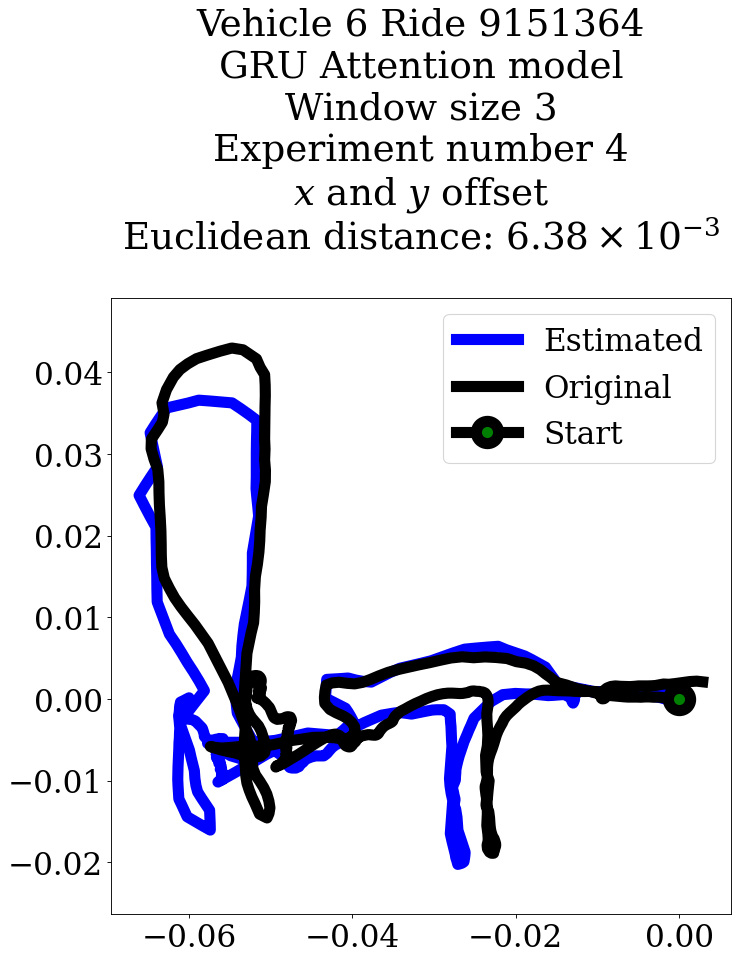 Vehicle 6 Ride 9151364
GRU Attention model
Window size 3
Experiment number 4
x and y offset
Euclidean distance: 6.38 × 10⁻³
Estimated
Original
Start
0.04
0.03
0.02
0.01
0.00
−0.01
−0.02
−0.06 −0.04 −0.02 0.00